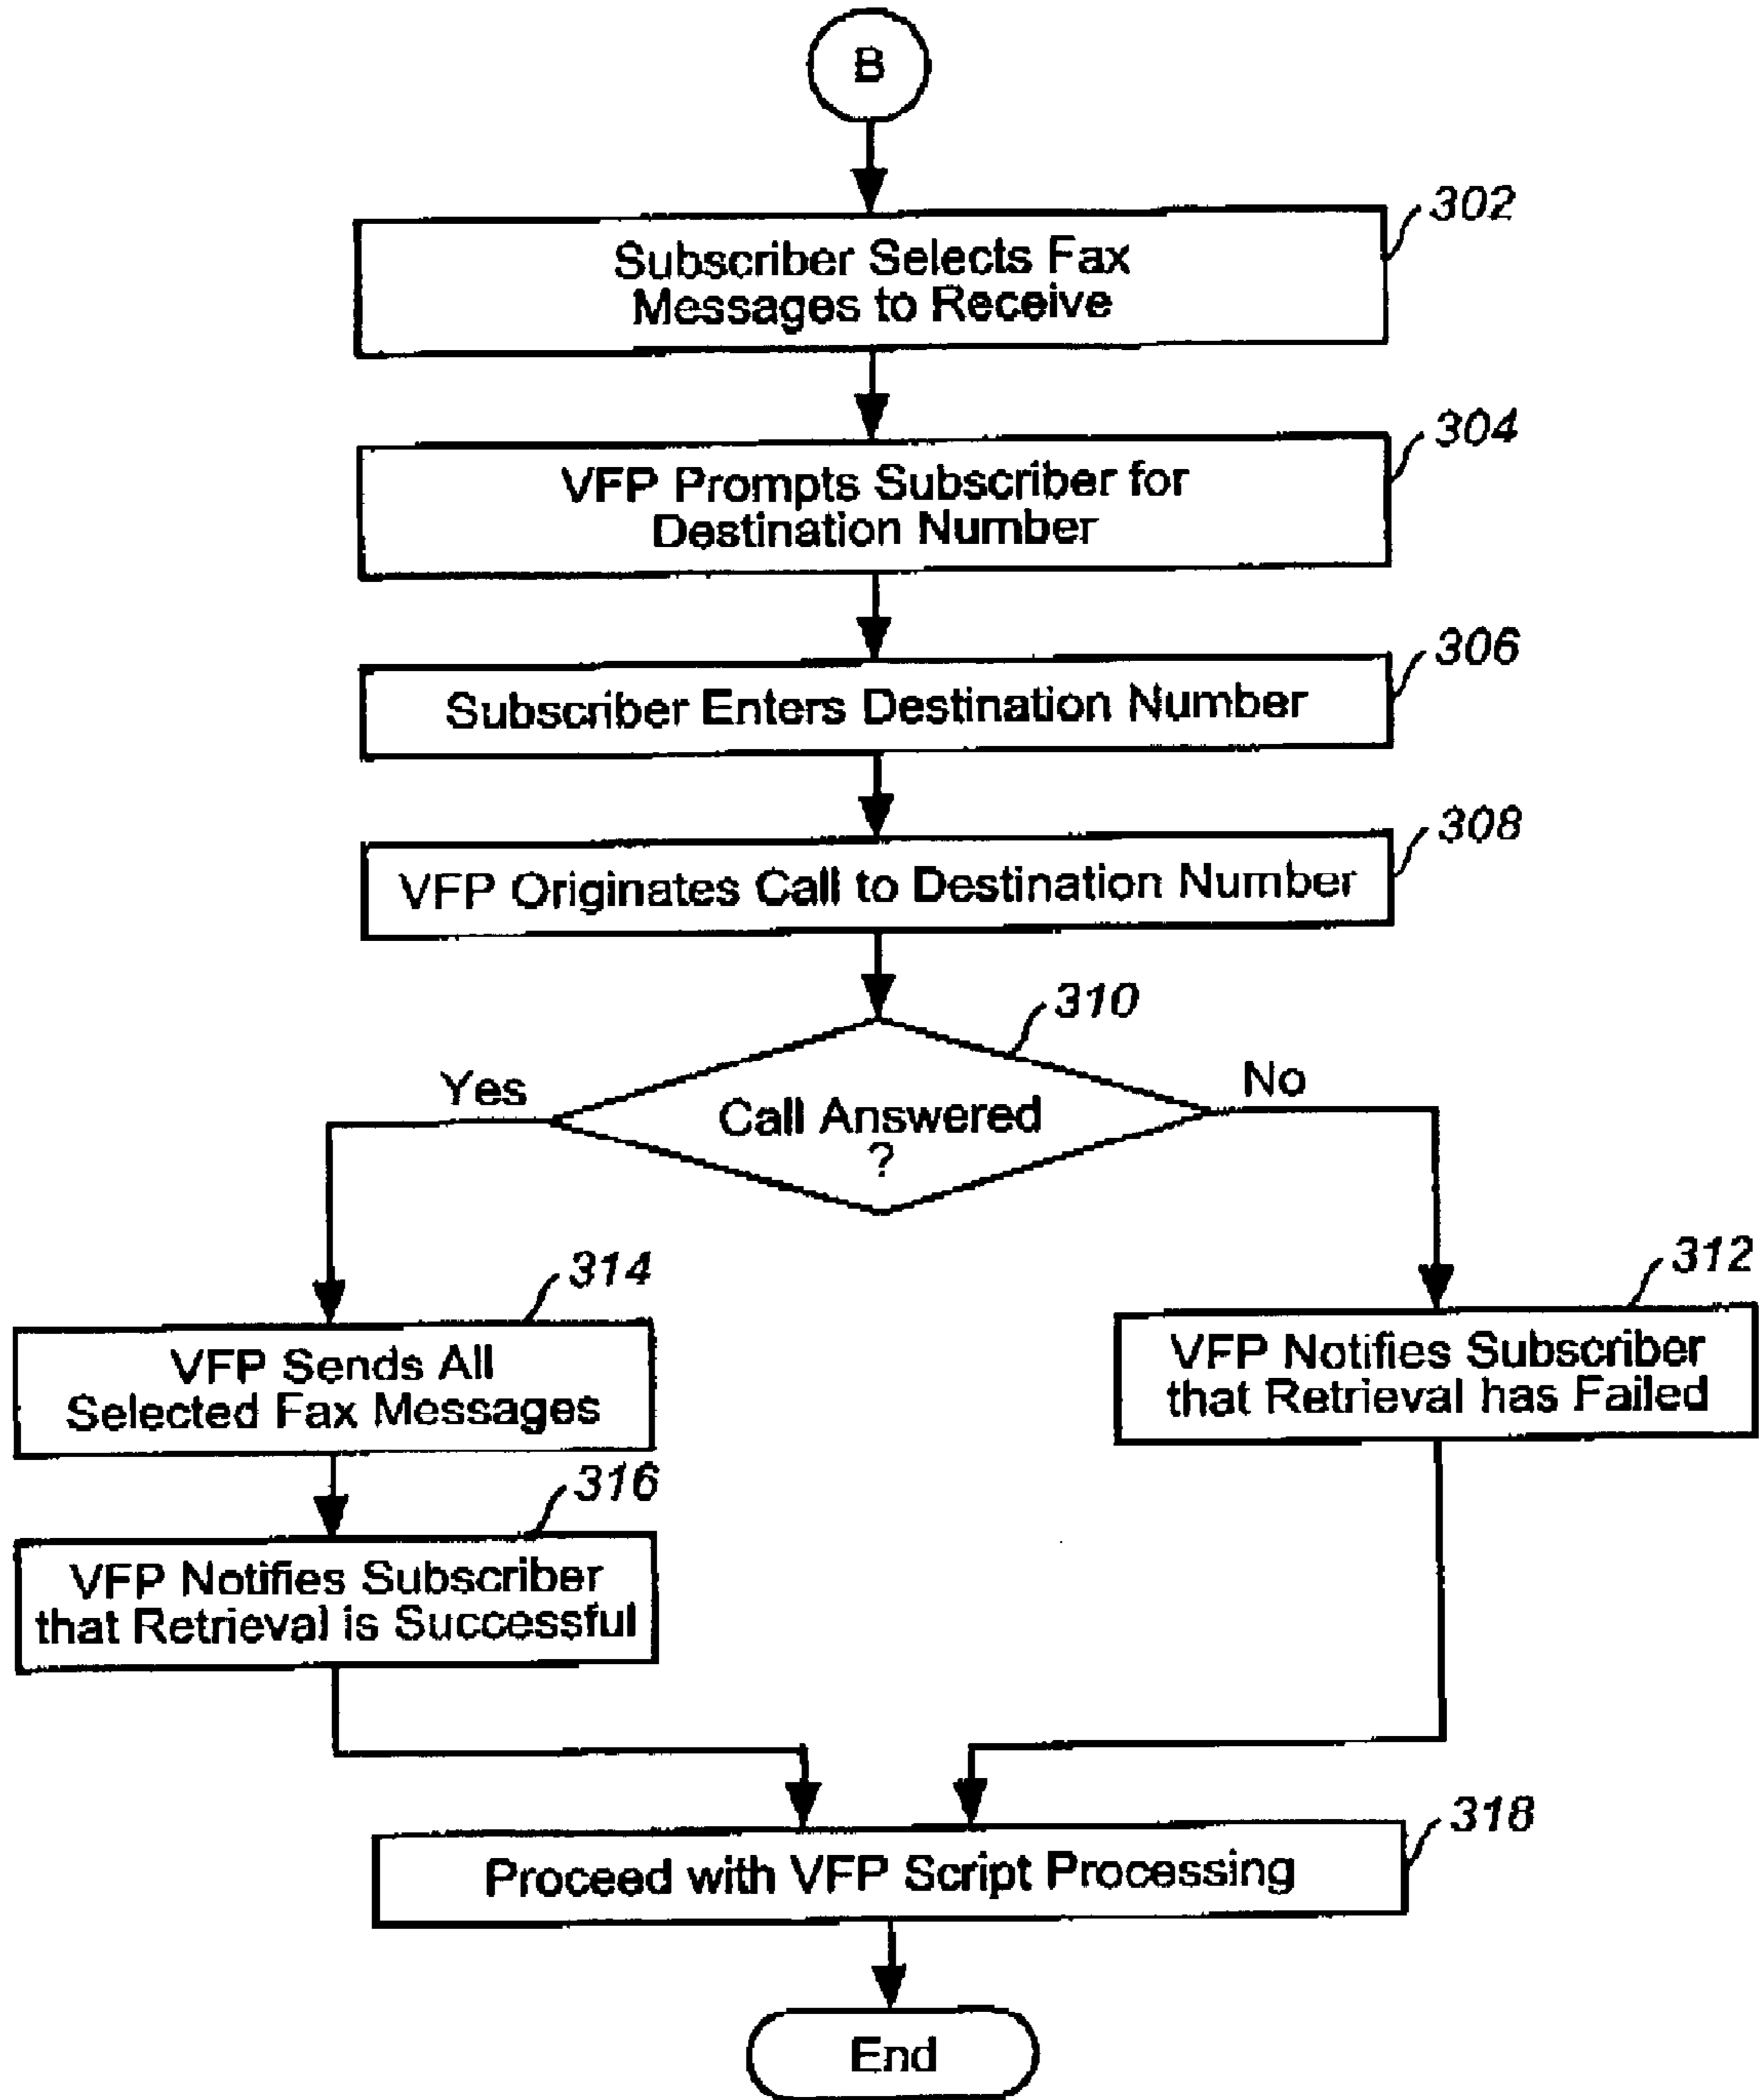 B
302
Subscriber Selects Fax
Messages to Receive
304
VFP Prompts Subscriber for
Destination Number
306
Subscriber Enters Destination Number
308
VFP Originates Call to Destination Number
310
Yes
No
Call Answered
?
314
312
VFP Sends All
Selected Fax Messages
VFP Notifies Subscriber
that Retrieval has Failed
316
VFP Notifies Subscriber
that Retrieval is Successful
318
Proceed with VFP Script Processing
End